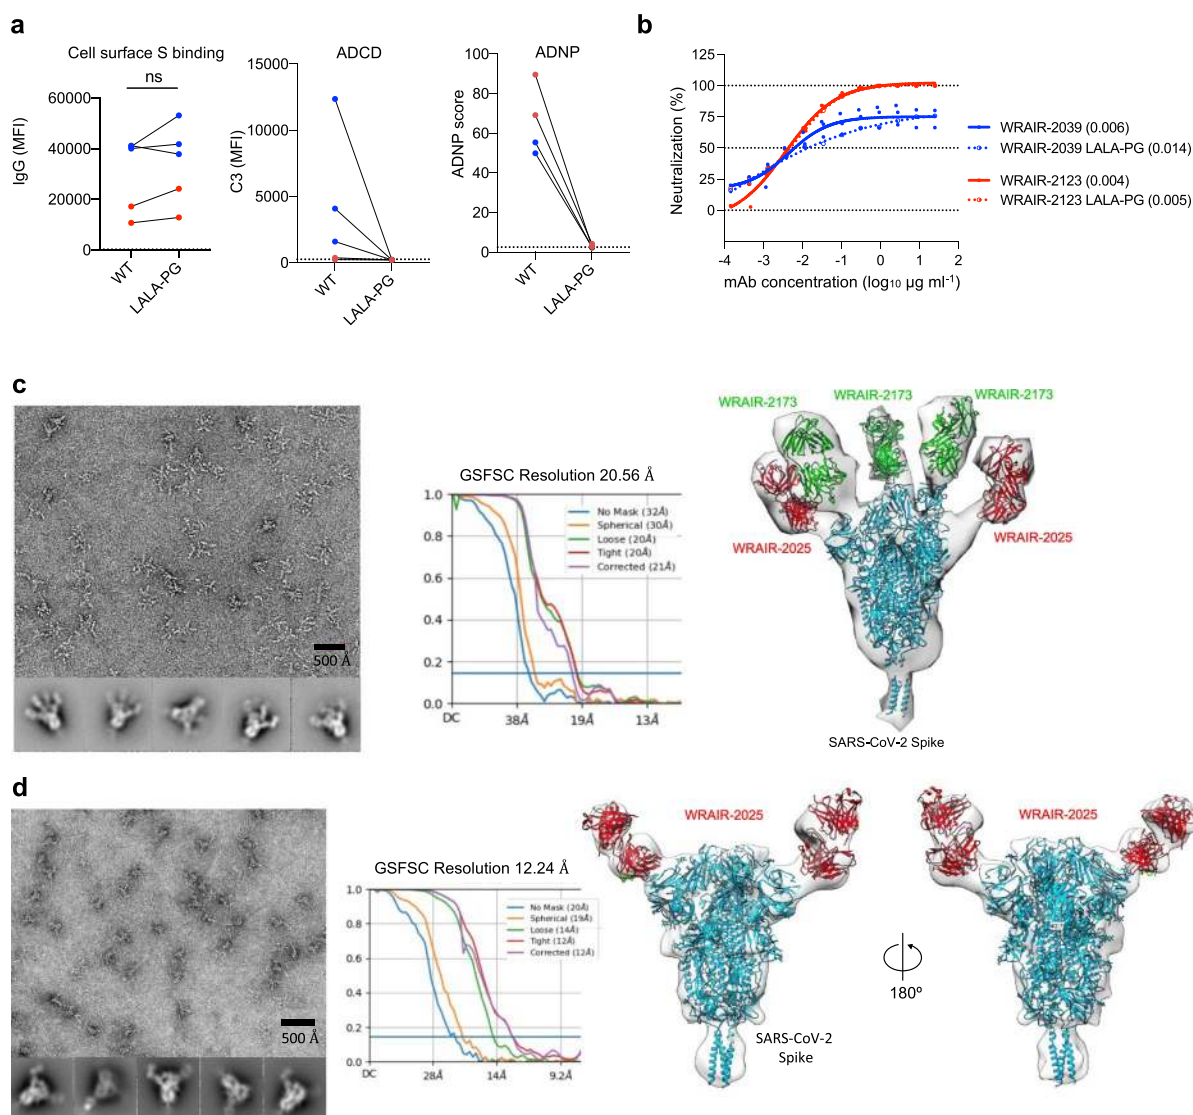 a
Cell surface S binding
ns
IgG (MFI)
60000
40000
20000
0
WT
LALA-PG
ADCD
C3 (MFI)
15000
10000
5000
0
WT
LALA-PG
ADNP
ADNP score
100
80
60
40
20
0
WT
LALA-PG
b
Neutralization (%)
125
100
75
50
25
0
-4
-3
-2
-1
0
1
2
mAb concentration (log₁₀ µg ml⁻¹)
WRAIR-2039 (0.006)
WRAIR-2039 LALA-PG (0.014)
WRAIR-2123 (0.004)
WRAIR-2123 LALA-PG (0.005)
c
500 Å
GSFSC Resolution 20.56 Å
1.0
0.8
0.6
0.4
0.2
0.0
DC
38Å
19Å
13Å
No Mask (32Å)
Spherical (30Å)
Loose (20Å)
Tight (20Å)
Corrected (21Å)
WRAIR-2173
WRAIR-2173
WRAIR-2173
WRAIR-2025
WRAIR-2025
SARS-CoV-2 Spike
d
500 Å
GSFSC Resolution 12.24 Å
1.0
0.8
0.6
0.4
0.2
0.0
DC
28Å
14Å
9.2Å
No Mask (20Å)
Spherical (19Å)
Loose (14Å)
Tight (12Å)
Corrected (12Å)
WRAIR-2025
SARS-CoV-2
Spike
180º
WRAIR-2025